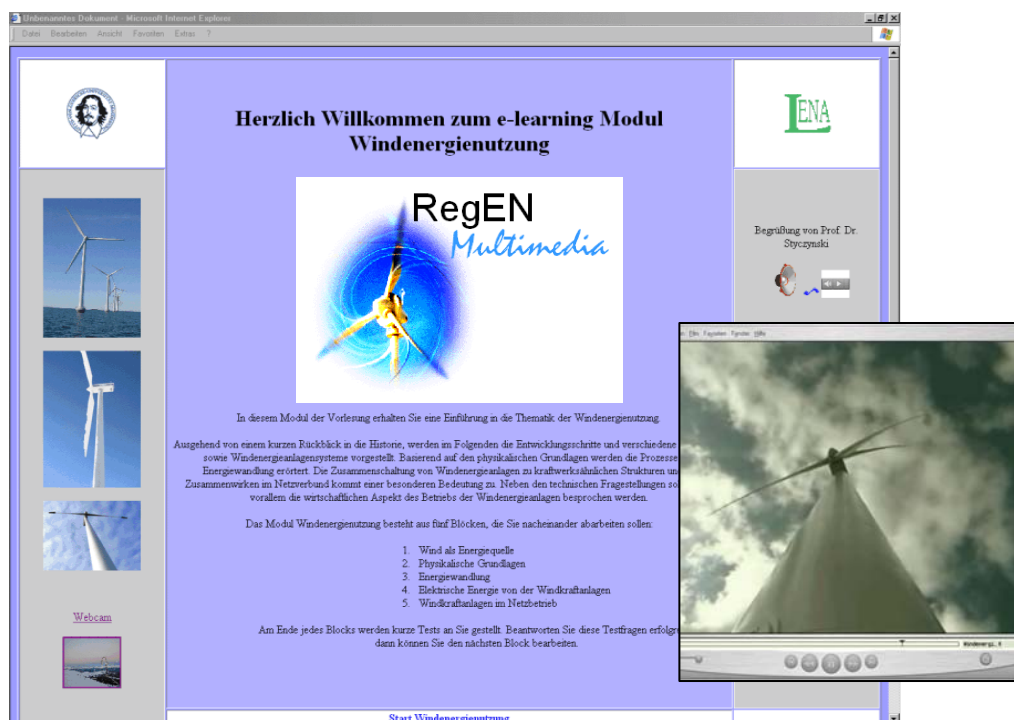 Unbenanntes Dokument - Microsoft Internet Explorer
Datei Bearbeiten Ansicht Favoriten Extras ?
LENA
Herzlich Willkommen zum e-learning Modul
Windenergienutzung
RegEN
Multimedia
Begrüßung von Prof. Dr.
Styczynski
In diesem Modul der Vorlesung erhalten Sie eine Einführung in die Thematik der Windenergienutzung.
Ausgehend von einem kurzen Rückblick in die Historie, werden im Folgenden die Entwicklungsschritte und verschiedene
sowie Windenergieanlagensysteme vorgestellt. Basierend auf den physikalischen Grundlagen werden die Prozesse
Energiewandlung erörtert. Die Zusammenschaltung von Windenergieanlagen zu kraftwerksähnlichen Strukturen un
Zusammenwirken im Netzverbund kommt einer besonderen Bedeutung zu. Neben den technischen Fragestellungen so
vorallem die wirtschaftlichen Aspekt des Betriebs der Windenergieanlagen besprochen werden.
Das Modul Windenergienutzung besteht aus fünf Blöcken, die Sie nacheinander abarbeiten sollen:
1. Wind als Energiequelle
2. Physikalische Grundlagen
3. Energiewandlung
4. Elektrische Energie von der Windkraftanlagen
5. Windkraftanlagen im Netzbetrieb
Am Ende jedes Blocks werden kurze Tests an Sie gestellt. Beantworten Sie diese Testfragen erfolgr
dann können Sie den nächsten Block bearbeiten.
Webcam
Start Windenergienutzung
Film Favoriten Fenster Hilfe